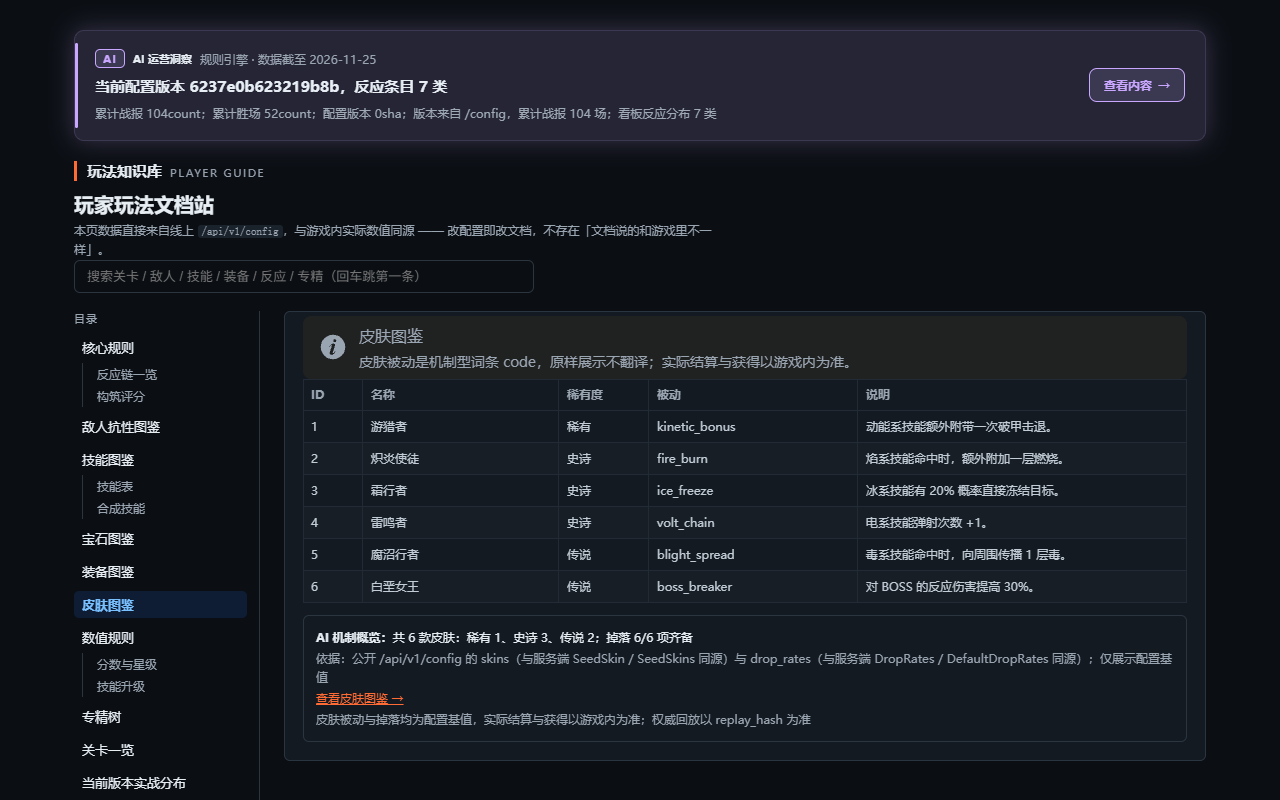 AI AI 运营洞察 规则引擎 · 数据截至 2026-11-25
当前配置版本 6237e0b623219b8b，反应条目 7 类
累计战报 104count；累计胜场 52count；配置版本 0sha；版本来自 /config，累计战报 104 场；看板反应分布 7 类
查看内容 →
玩法知识库 PLAYER GUIDE
玩家玩法文档站
本页数据直接来自线上 /api/v1/config，与游戏内实际数值同源 —— 改配置即改文档，不存在「文档说的和游戏里不一
样」。
搜索关卡 / 敌人 / 技能 / 装备 / 反应 / 专精（回车跳第一条）
目录
核心规则
反应链一览
构筑评分
敌人抗性图鉴
技能图鉴
技能表
合成技能
宝石图鉴
装备图鉴
皮肤图鉴
数值规则
分数与星级
技能升级
专精树
关卡一览
当前版本实战分布
皮肤图鉴
皮肤被动是机制型词条 code，原样展示不翻译；实际结算与获得以游戏内为准。
ID 名称 稀有度 被动 说明
1 游猎者 稀有 kinetic_bonus 动能系技能额外附带一次破甲击退。
2 炽炎使徒 史诗 fire_burn 焰系技能命中时，额外附加一层燃烧。
3 霜行者 史诗 ice_freeze 冰系技能有 20% 概率直接冻结目标。
4 雷鸣者 史诗 volt_chain 电系技能弹射次数 +1。
5 腐沼行者 传说 blight_spread 毒系技能命中时，向周围传播 1 层毒。
6 白垩女王 传说 boss_breaker 对 BOSS 的反应伤害提高 30%。
AI 机制概览：共 6 款皮肤：稀有 1、史诗 3、传说 2；掉落 6/6 项齐备
依据：公开 /api/v1/config 的 skins（与服务端 SeedSkin / SeedSkins 同源）与 drop_rates（与服务端 DropRates / DefaultDropRates 同源）；仅展示配置基
值
查看皮肤图鉴 →
皮肤被动与掉落均为配置基值，实际结算与获得以游戏内为准；权威回放以 replay_hash 为准